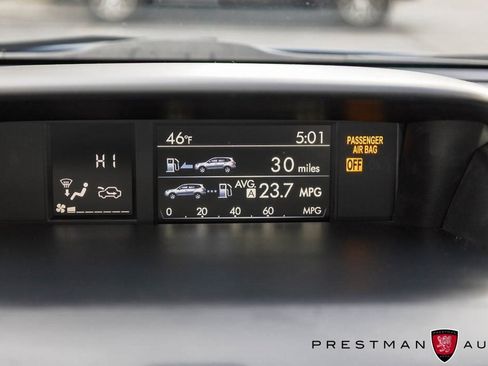 46°F 5:01
HI
30 miles
AVG A 23.7 MPG
0 20 40 60 MPG
PASSENGER
AIR BAG
OFF
PRESTMAN AU